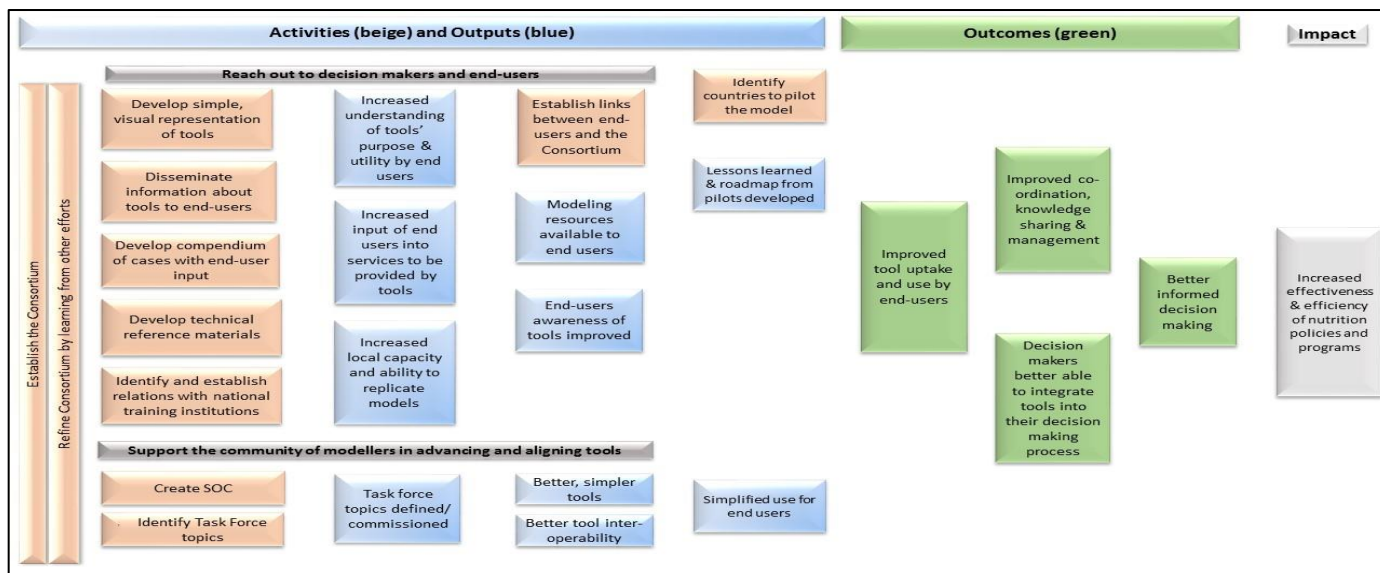 Activities (beige) and Outputs (blue)
Outcomes (green)
Impact
Establish the Consortium
Refine Consortium by learning from other efforts
Reach out to decision makers and end-users
Develop simple,
visual representation
of tools
Disseminate
information about
tools to end-users
Develop compendium
of cases with end-user
input
Develop technical
reference materials
Identify and establish
relations with national
training institutions
Increased
understanding
of tools’
purpose &
utility by end
users
Increased
input of end
users into
services to be
provided by
tools
Increased
local capacity
and ability to
replicate
models
Establish links
between end-
users and the
Consortium
Modeling
resources
available to
end users
End-users
awareness of
tools improved
Identify
countries to pilot
the model
Lessons learned
& roadmap from
pilots developed
Support the community of modellers in advancing and aligning tools
Create SOC
. Identify Task Force
topics
Task force
topics defined/
commissioned
Better, simpler
tools
Better tool inter-
operability
Simplified use for
end users
Improved
tool uptake
and use by
end-users
Improved co-
ordination,
knowledge
sharing &
management
Decision
makers
better able
to integrate
tools into
their decision
making
process
Better
informed
decision
making
Increased
effectiveness
& efficiency
of nutrition
policies and
programs